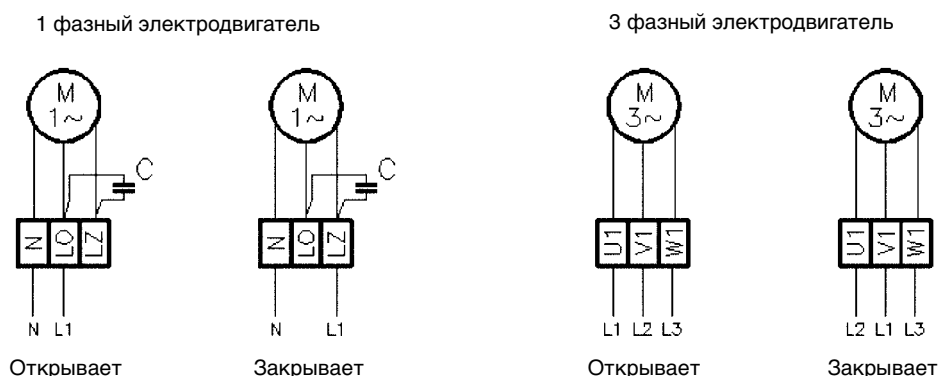 1 фазный электродвигатель
3 фазный электродвигатель
M
1~
M
1~
M
3~
M
3~
C
C
N LO LZ
N LO LZ
U1 V1 W1
U1 V1 W1
N L1
N L1
L1 L2 L3
L2 L1 L3
Открывает
Закрывает
Открывает
Закрывает